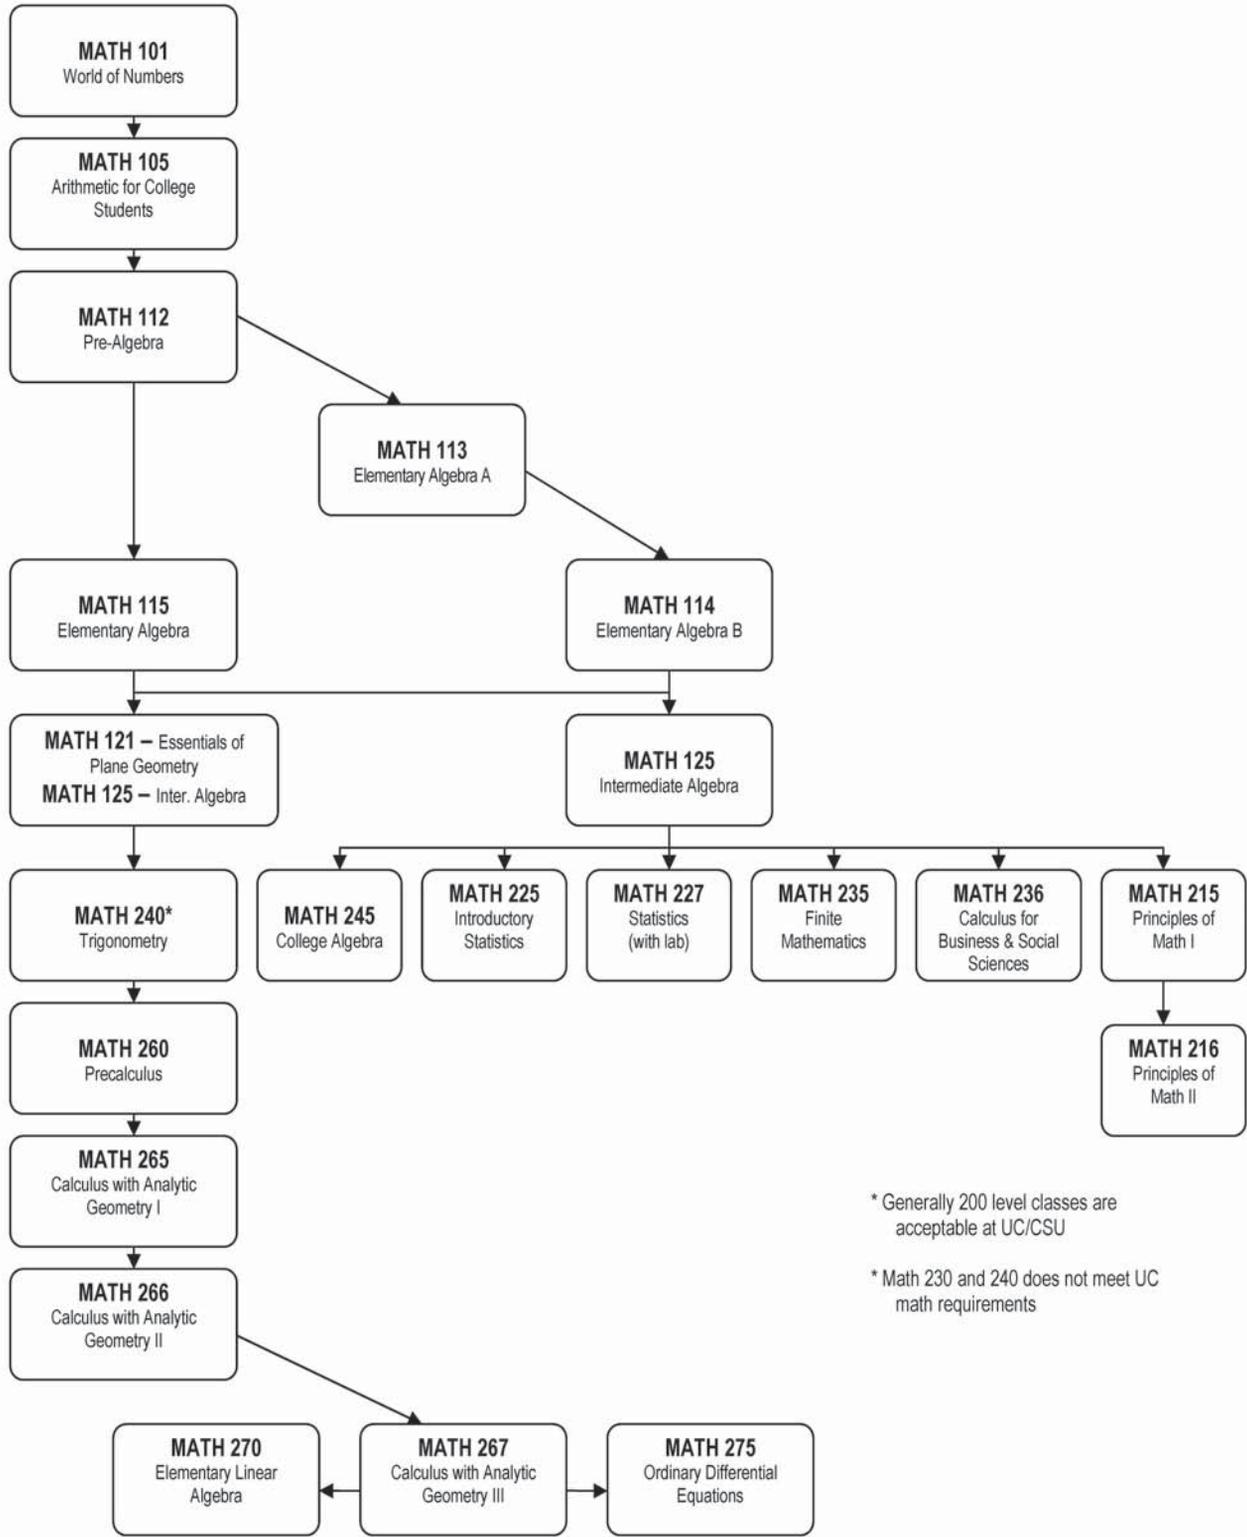 MATH 101
World of Numbers
MATH 105
Arithmetic for College
Students
MATH 112
Pre-Algebra
MATH 113
Elementary Algebra A
MATH 115
Elementary Algebra
MATH 114
Elementary Algebra B
MATH 121 – Essentials of
Plane Geometry
MATH 125 – Inter. Algebra
MATH 125
Intermediate Algebra
MATH 240*
Trigonometry
MATH 245
College Algebra
MATH 225
Introductory
Statistics
MATH 227
Statistics
(with lab)
MATH 235
Finite
Mathematics
MATH 236
Calculus for
Business & Social
Sciences
MATH 215
Principles of
Math I
MATH 260
Precalculus
MATH 216
Principles of
Math II
MATH 265
Calculus with Analytic
Geometry I
* Generally 200 level classes are
acceptable at UC/CSU
* Math 230 and 240 does not meet UC
math requirements
MATH 266
Calculus with Analytic
Geometry II
MATH 270
Elementary Linear
Algebra
MATH 267
Calculus with Analytic
Geometry III
MATH 275
Ordinary Differential
Equations